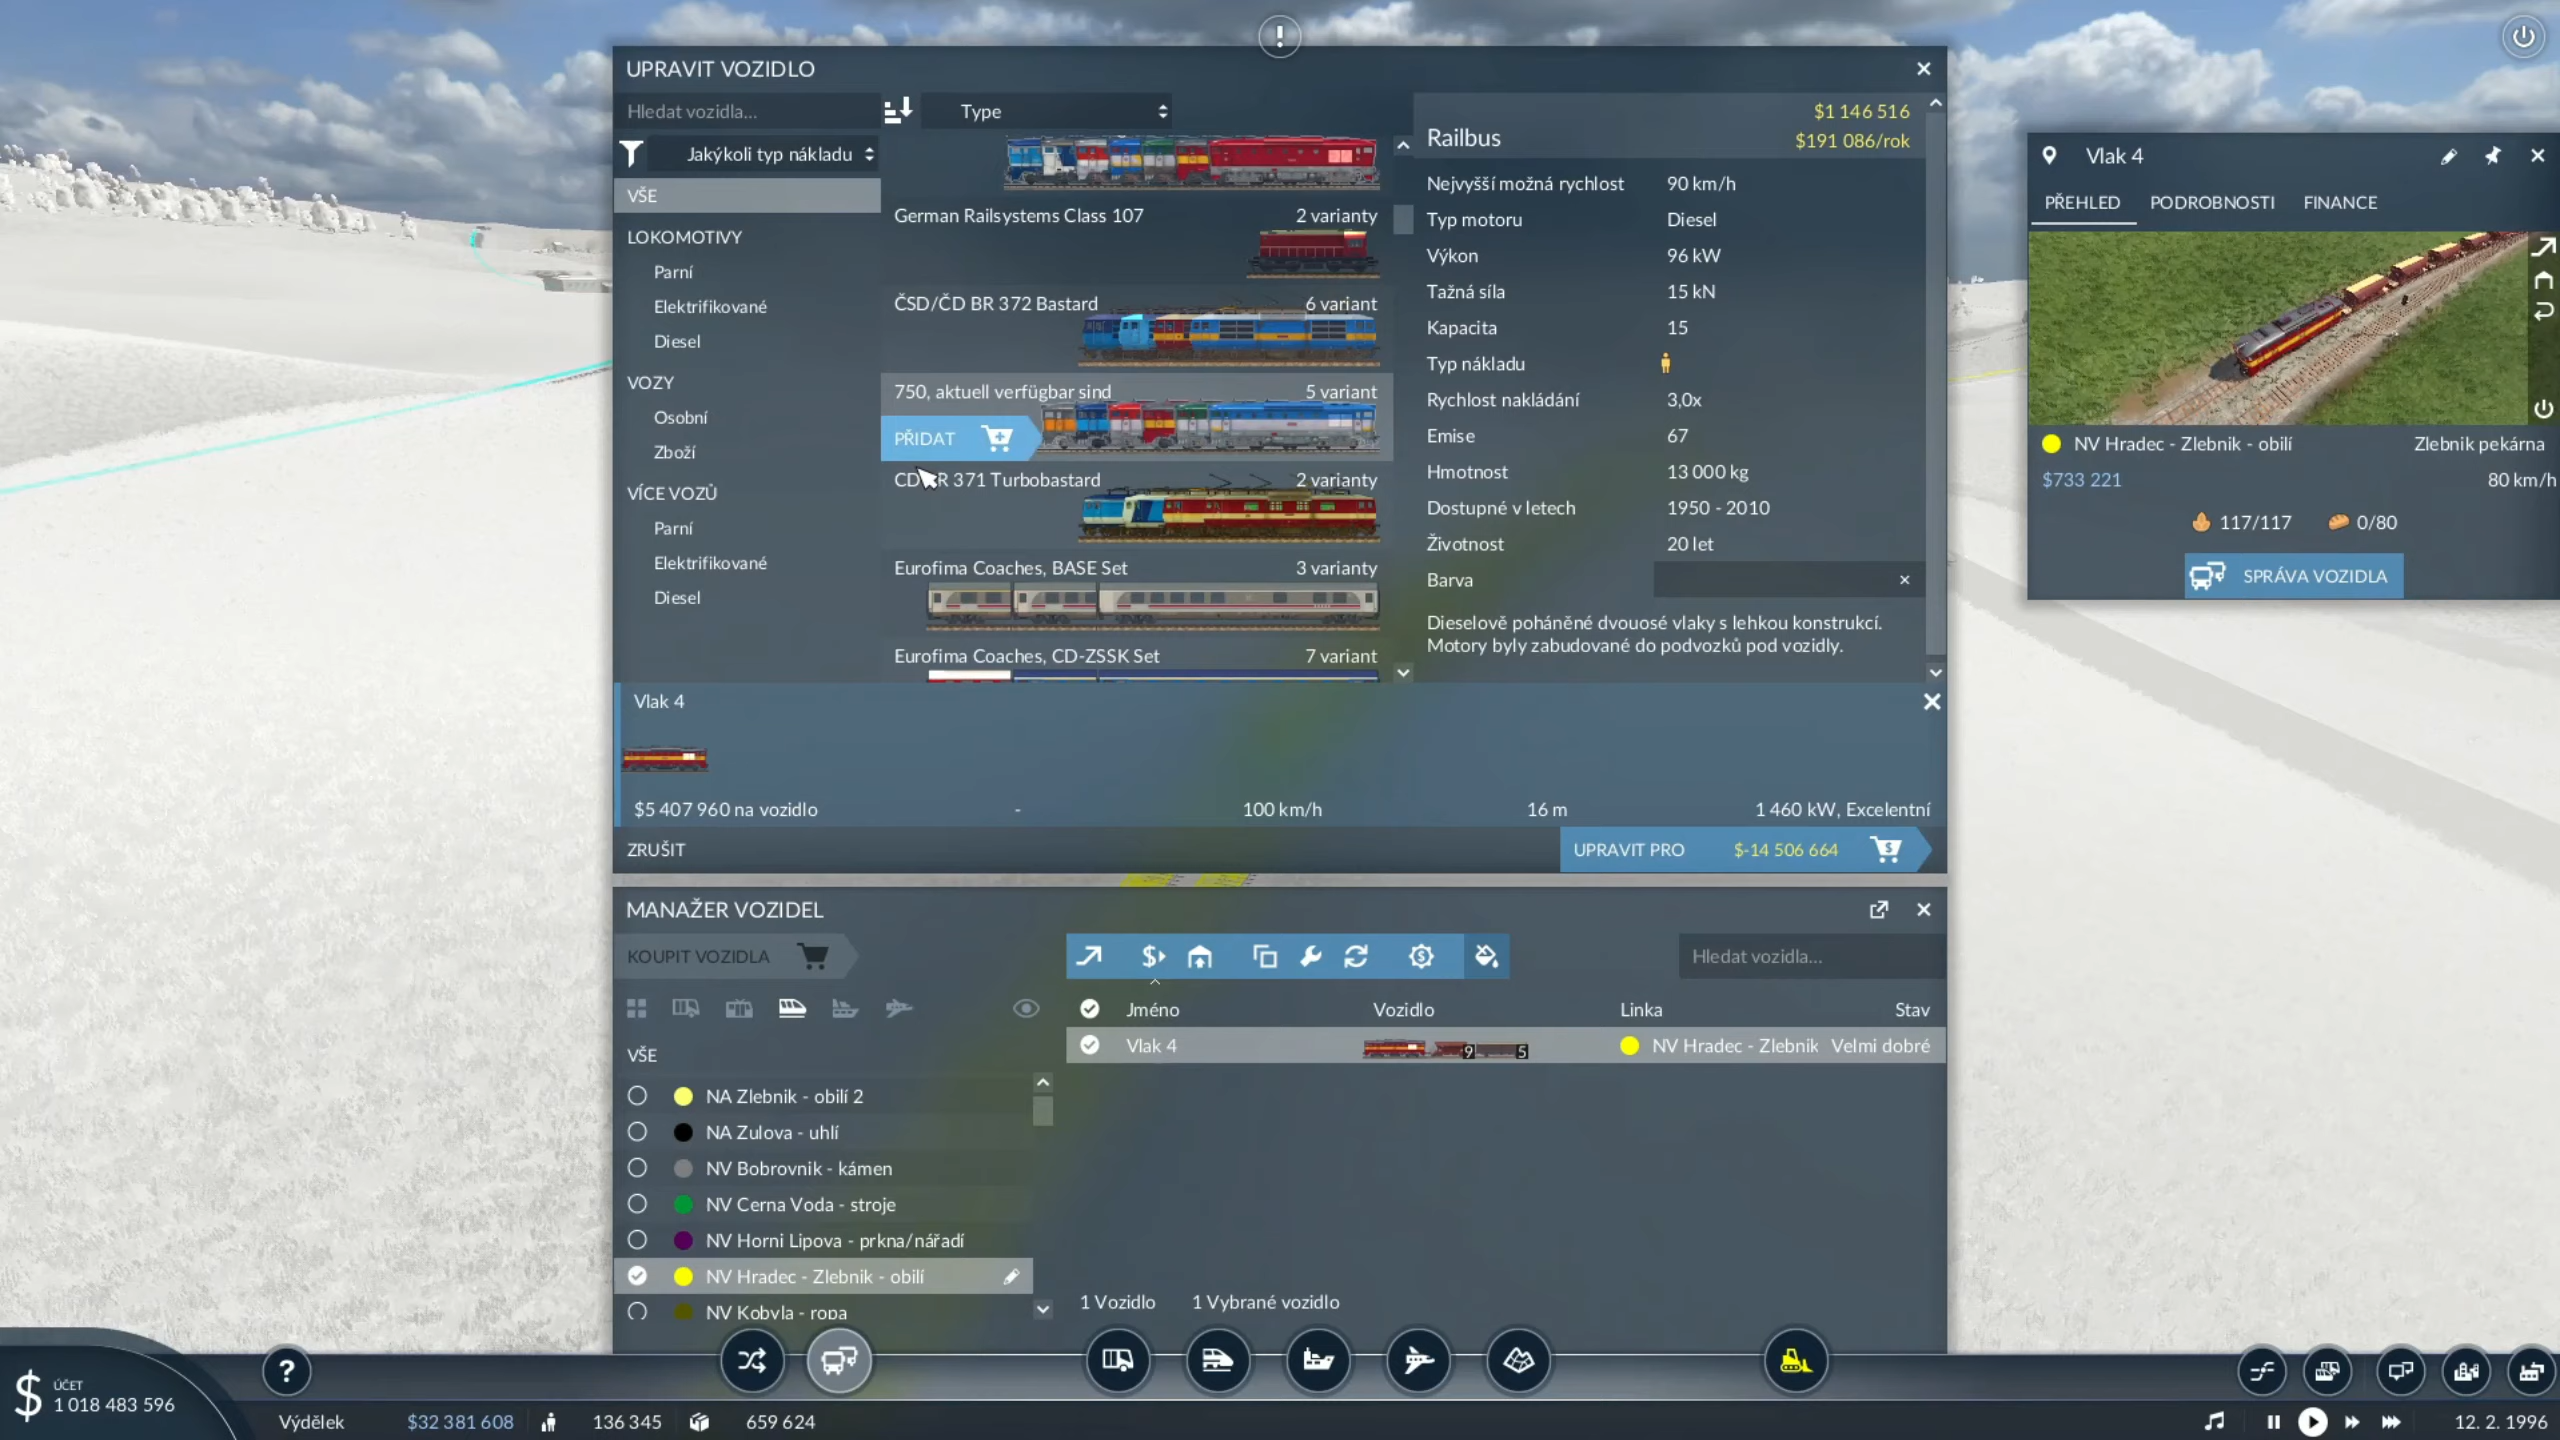 UPRAVIT VOZIDLO
Hledat vozidla...
Type
Jakýkoli typ nákladu
VŠE
LOKOMOTIVY
Parní
Elektrifikované
Diesel
VOZY
Osobní
Zboží
VÍCE VOZŮ
Parní
Elektrifikované
Diesel
German Railsystems Class 107 2 varianty
ČSD/ČD BR 372 Bastard 6 variant
750, aktuell verfügbar sind 5 variant
PŘIDAT
R 371 Turbobastard 2 varianty
Eurofima Coaches, BASE Set 3 varianty
Eurofima Coaches, CD-ZSSK Set 7 variant
Railbus
$1 146 516
$191 086/rok
Nejvyšší možná rychlost 90 km/h
Typ motoru Diesel
Výkon 96 kW
Tažná síla 15 kN
Kapacita 15
Typ nákladu
Rychlost nakládání 3,0x
Emise 67
Hmotnost 13 000 kg
Dostupné v letech 1950 - 2010
Životnost 20 let
Barva
Dieselově poháněné dvouosé vlaky s lehkou konstrukcí.
Motory byly zabudované do podvozků pod vozidly.
Vlak 4
$5 407 960 na vozidlo - 100 km/h 16 m 1 460 kW, Excelentní
ZRUŠIT
UPRAVIT PRO $-14 506 664
Vlak 4
PŘEHLED PODROBNOSTI FINANCE
NV Hradec - Zlebnik - obilí Zlebnik pekárna
$733 221 80 km/h
117/117 0/80
SPRÁVA VOZIDLA
MANAŽER VOZIDEL
KOUPIT VOZIDLA
Hledat vozidla...
VŠE
NA Zlebnik - obilí 2
NA Zulova - uhlí
NV Bobrovnik - kámen
NV Cerna Voda - stroje
NV Horni Lipova - prkna/nářadí
NV Hradec - Zlebnik - obilí
NV Kobyla - ropa
Jméno Vozidlo Linka Stav
Vlak 4 9 5 NV Hradec - Zlebnik Velmi dobré
1 Vozidlo 1 Vybrané vozidlo
?
$ ÚČET
1 018 483 596
Výdělek $32 381 608 136 345 659 624
12. 2. 1996